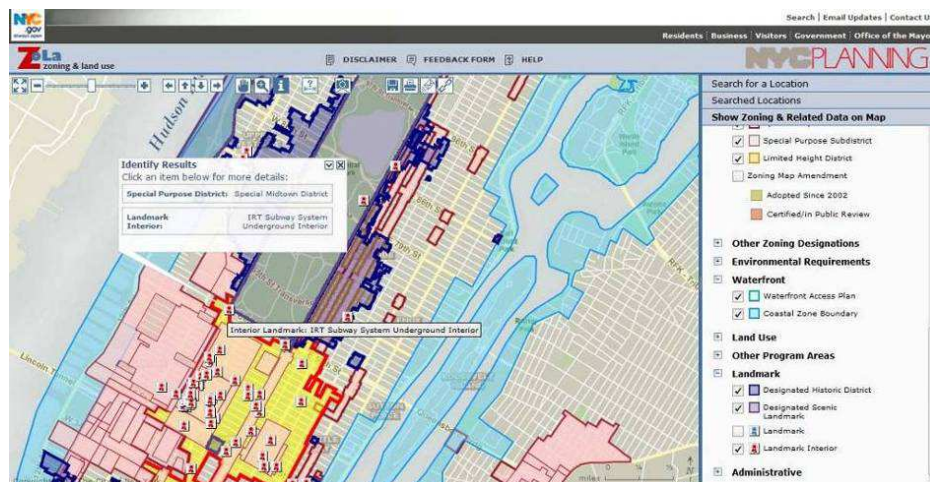 NYC
.gov
Search | Email Updates | Contact U
Residents Business Visitors Government Office of the Mayo
ZoLa
zoning & land use
DISCLAIMER FEEDBACK FORM HELP
NYCPLANNING
Hudson
Identify Results
Click an item below for more details:
Special Purpose District: Special Midtown District
Landmark Interior: IRT Subway System Underground Interior
Interior Landmark: IRT Subway System Underground Interior
79th St
Lincoln Tunnel
miles
N
Search for a Location
Searched Locations
Show Zoning & Related Data on Map
Special Purpose Subdistrict
Limited Height District
Zoning Map Amendment
Adopted Since 2002
Certified/in Public Review
Other Zoning Designations
Environmental Requirements
Waterfront
Waterfront Access Plan
Coastal Zone Boundary
Land Use
Other Program Areas
Landmark
Designated Historic District
Designated Scenic
Landmark
Landmark
Landmark Interior
Administrative